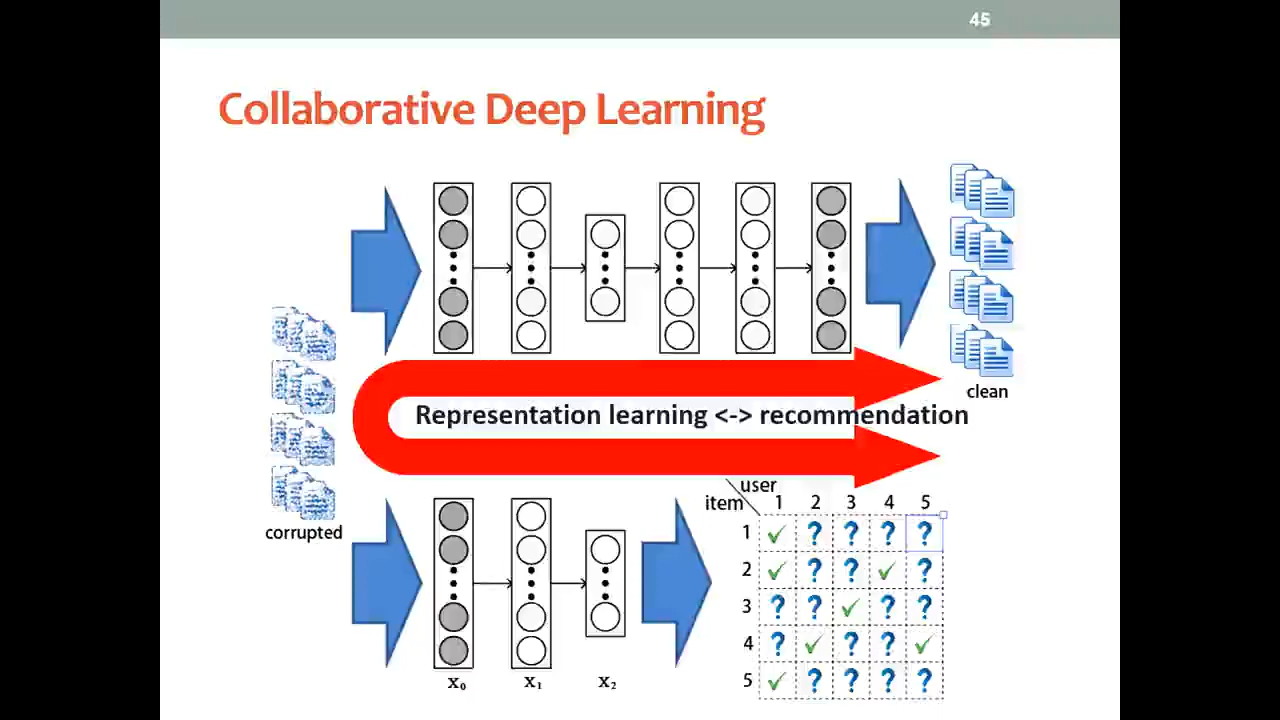 45
Collaborative Deep Learning
clean
Representation learning <-> recommendation
corrupted
user
item 1 2 3 4 5
1 ✓ ? ? ? ?
2 ✓ ? ? ✓ ?
3 ? ? ✓ ? ?
4 ? ✓ ? ? ✓
5 ✓ ? ? ? ?
x₀ x₁ x₂